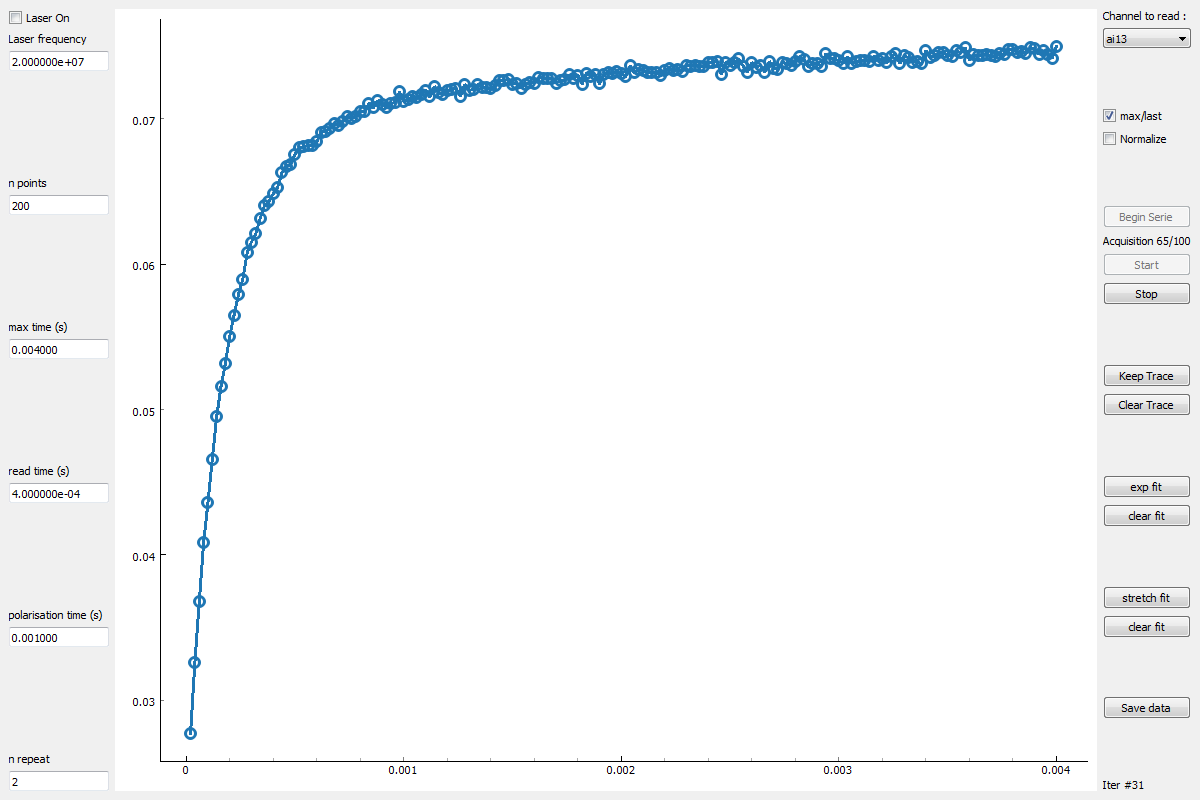 Laser On
Laser frequency
2.000000e+07
n points
200
max time (s)
0.004000
read time (s)
4.000000e-04
polarisation time (s)
0.001000
n repeat
2
0.07
0.06
0.05
0.04
0.03
0
0.001
0.002
0.003
0.004
Channel to read :
ai13
max/last
Normalize
Begin Serie
Acquisition 65/100
Start
Stop
Keep Trace
Clear Trace
exp fit
clear fit
stretch fit
clear fit
Save data
Iter #31